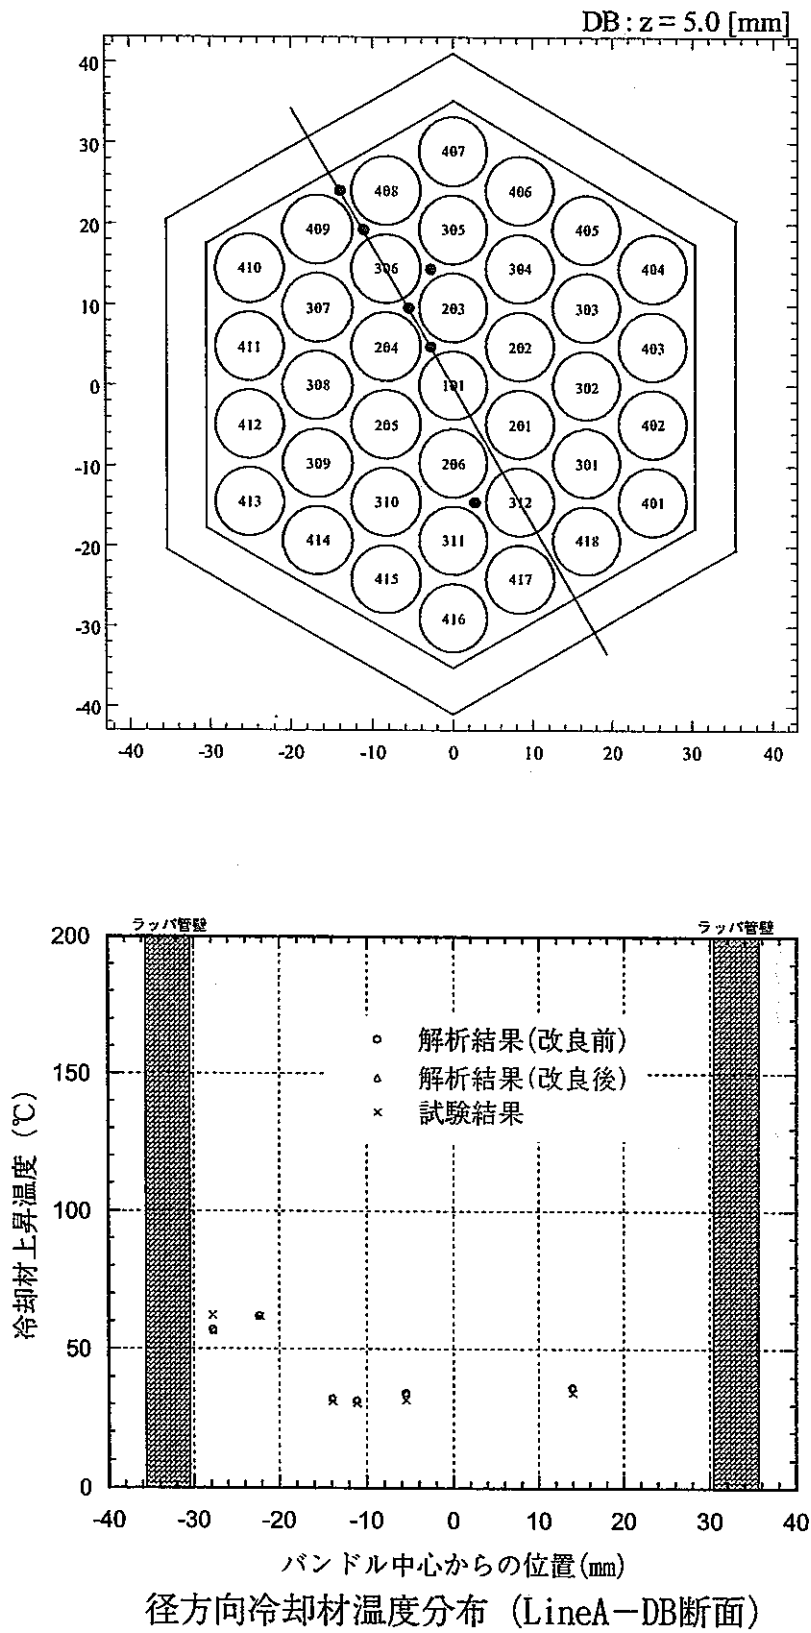 DB : z = 5.0 [mm]
40
407
30
408 406
409 305 405
20
410 306 304 404
10
307 203 303
411 204 202 403
0
308 101 302
412 205 201 402
-10
309 206 301
413 310 312 401
-20
414 311 418
415 417
-30
416
-40
-40 -30 -20 -10 0 10 20 30 40
ラッパ管壁 ラッパ管壁
200
解析結果(改良前)
解析結果(改良後)
150
試験結果
冷却材上昇温度 (℃)
100
50
0
-40 -30 -20 -10 0 10 20 30 40
バンドル中心からの位置(mm)
径方向冷却材温度分布 (LineA-DB断面)